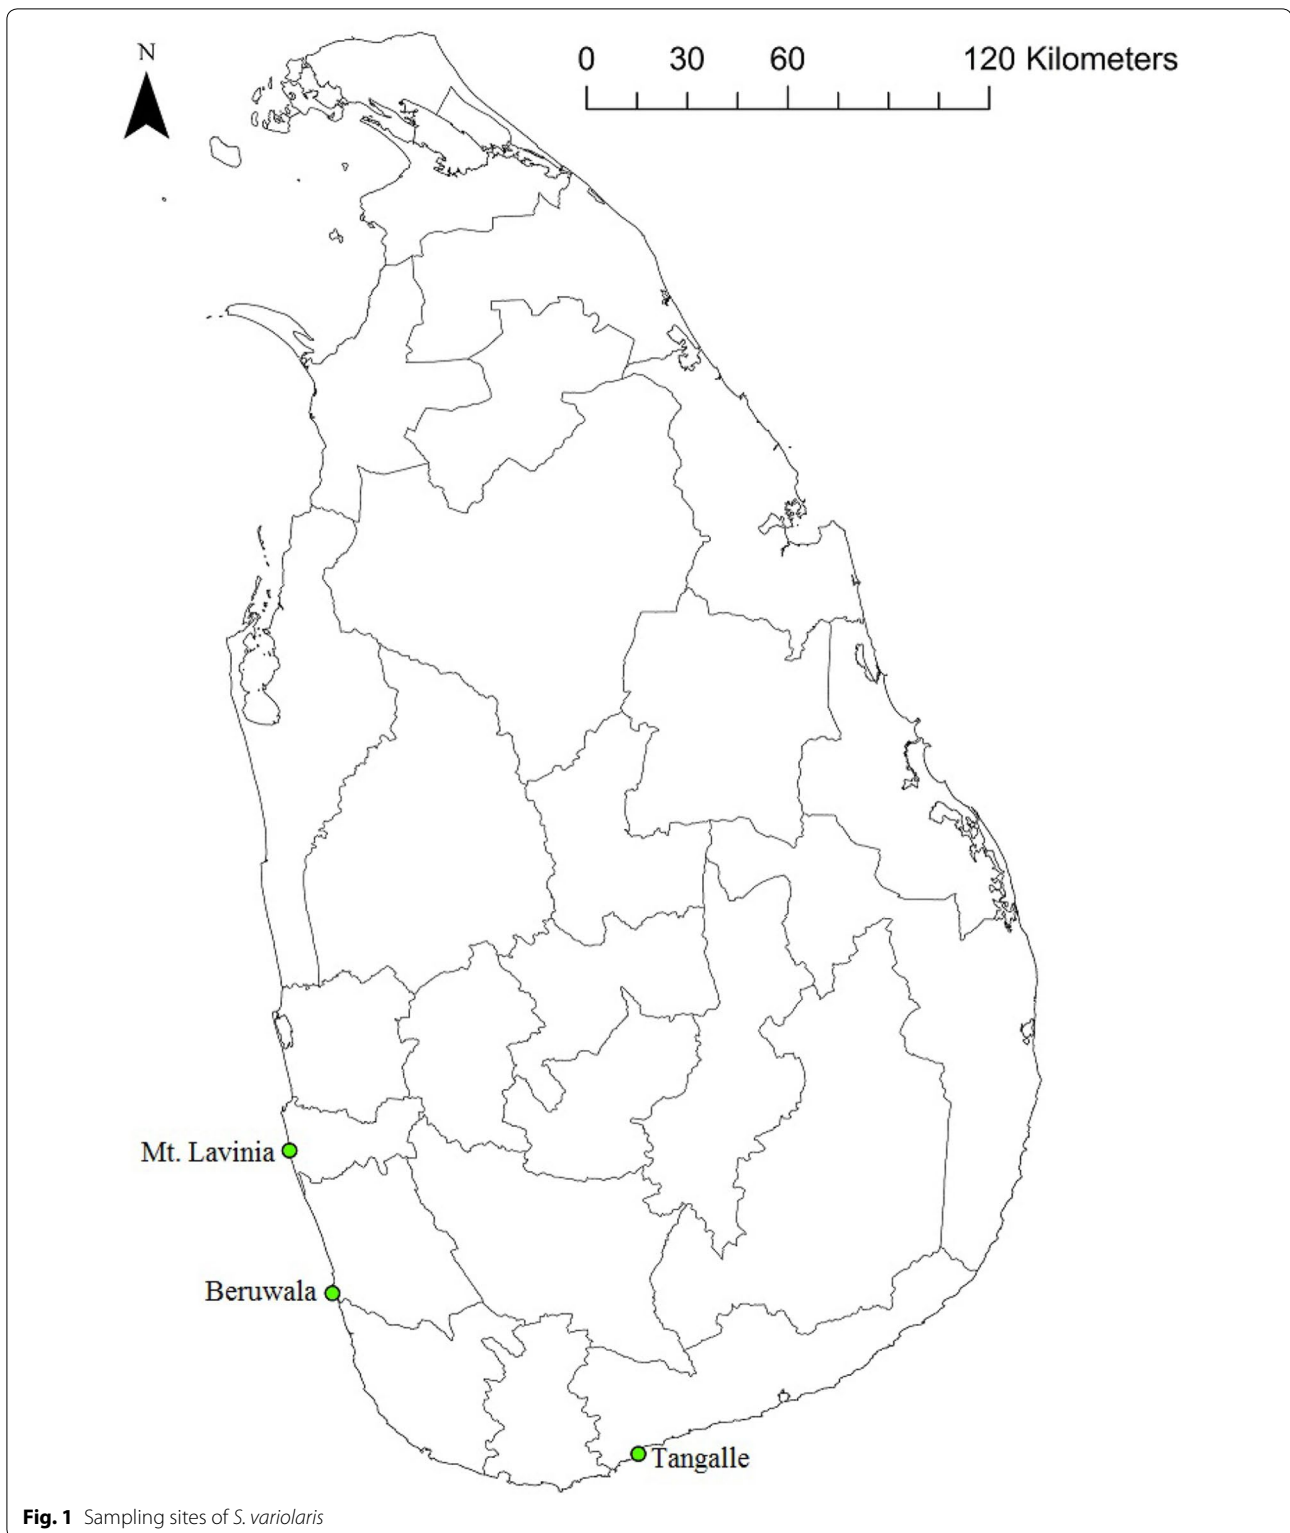 N
0 30 60 120 Kilometers
Mt. Lavinia
Beruwala
Tangalle
Fig. 1 Sampling sites of S. variolaris